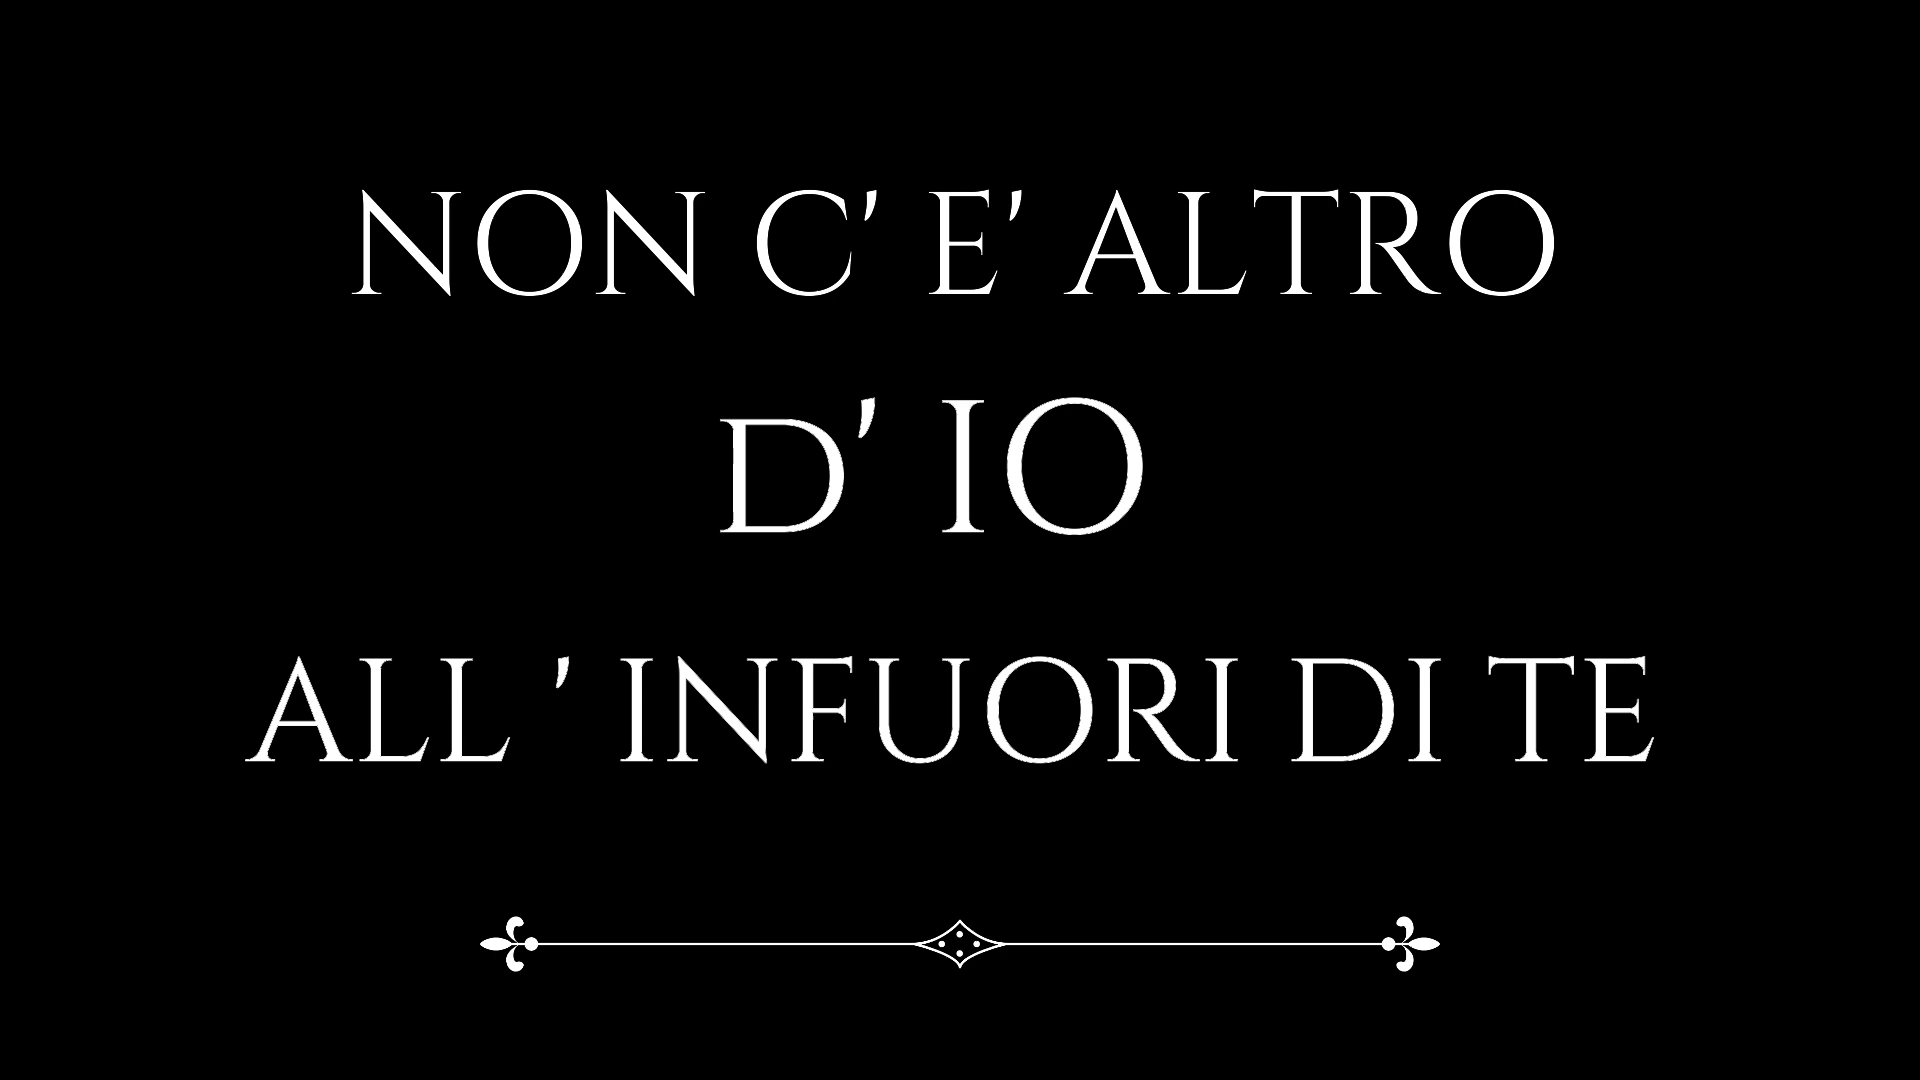 NON C' E' ALTRO
D' IO
ALL ' INFUORI DI TE